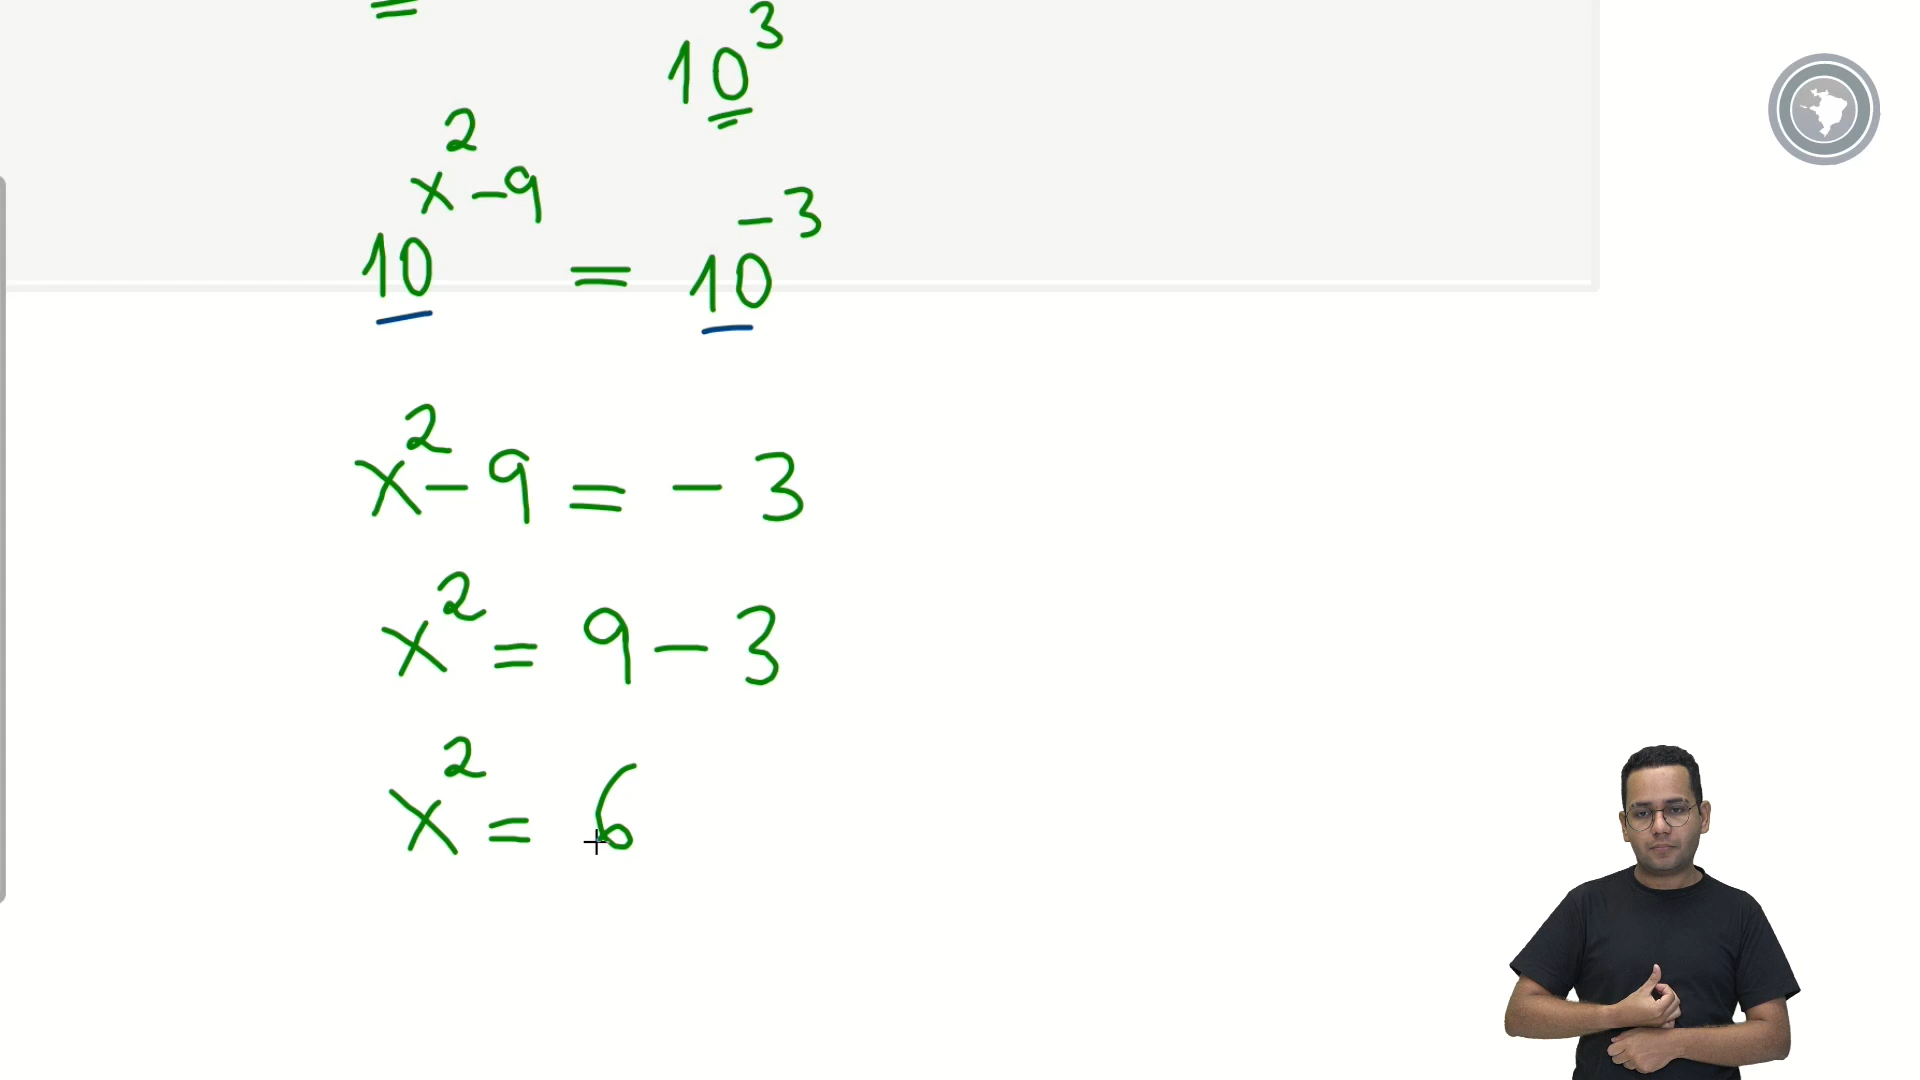 =
10³
10^{x²-9} = 10^{-3}
x² - 9 = - 3
x² = 9 - 3
x² = 6